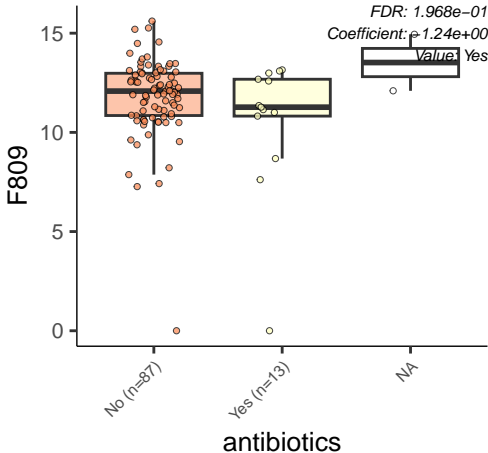 FDR: 1.968e−01
Coefficient: −1.24e+00
Value: Yes
15
10
5
0
F809
No (n=87)
Yes (n=13)
NA
antibiotics